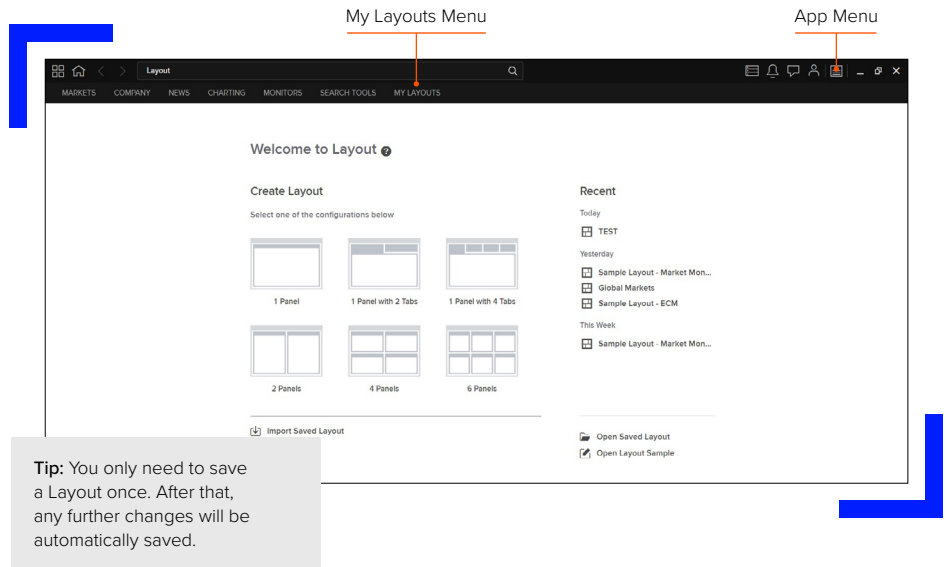 My Layouts Menu
App Menu
Layout
MARKETS COMPANY NEWS CHARTING MONITORS SEARCH TOOLS MY LAYOUTS
Welcome to Layout ?
Create Layout
Select one of the configurations below
1 Panel
1 Panel with 2 Tabs
1 Panel with 4 Tabs
2 Panels
4 Panels
6 Panels
Import Saved Layout
Recent
Today
TEST
Yesterday
Sample Layout - Market Mon...
Global Markets
Sample Layout - ECM
This Week
Sample Layout - Market Mon...
Open Saved Layout
Open Layout Sample
Tip: You only need to save
a Layout once. After that,
any further changes will be
automatically saved.